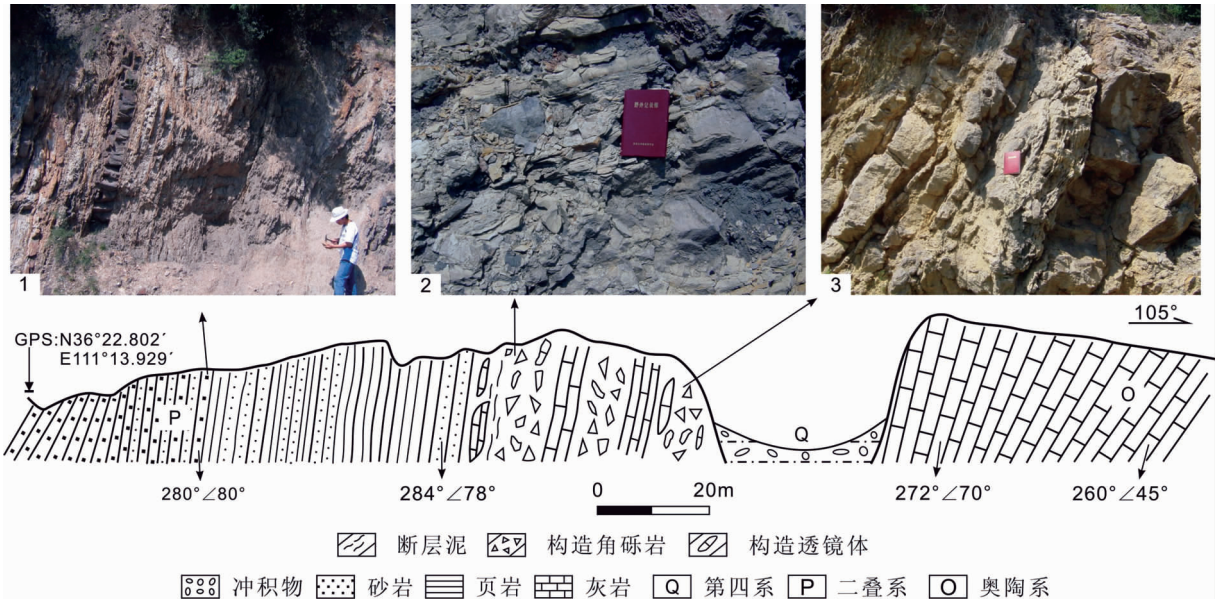 1
2
3
GPS:N36°22.802′
E111°13.929′
105°
P
Q
O
280°∠80°
284°∠78°
0 20m
272°∠70°
260°∠45°
断层泥 构造角砾岩 构造透镜体
冲积物 砂岩 页岩 灰岩 Q 第四系 P 二叠系 O 奥陶系